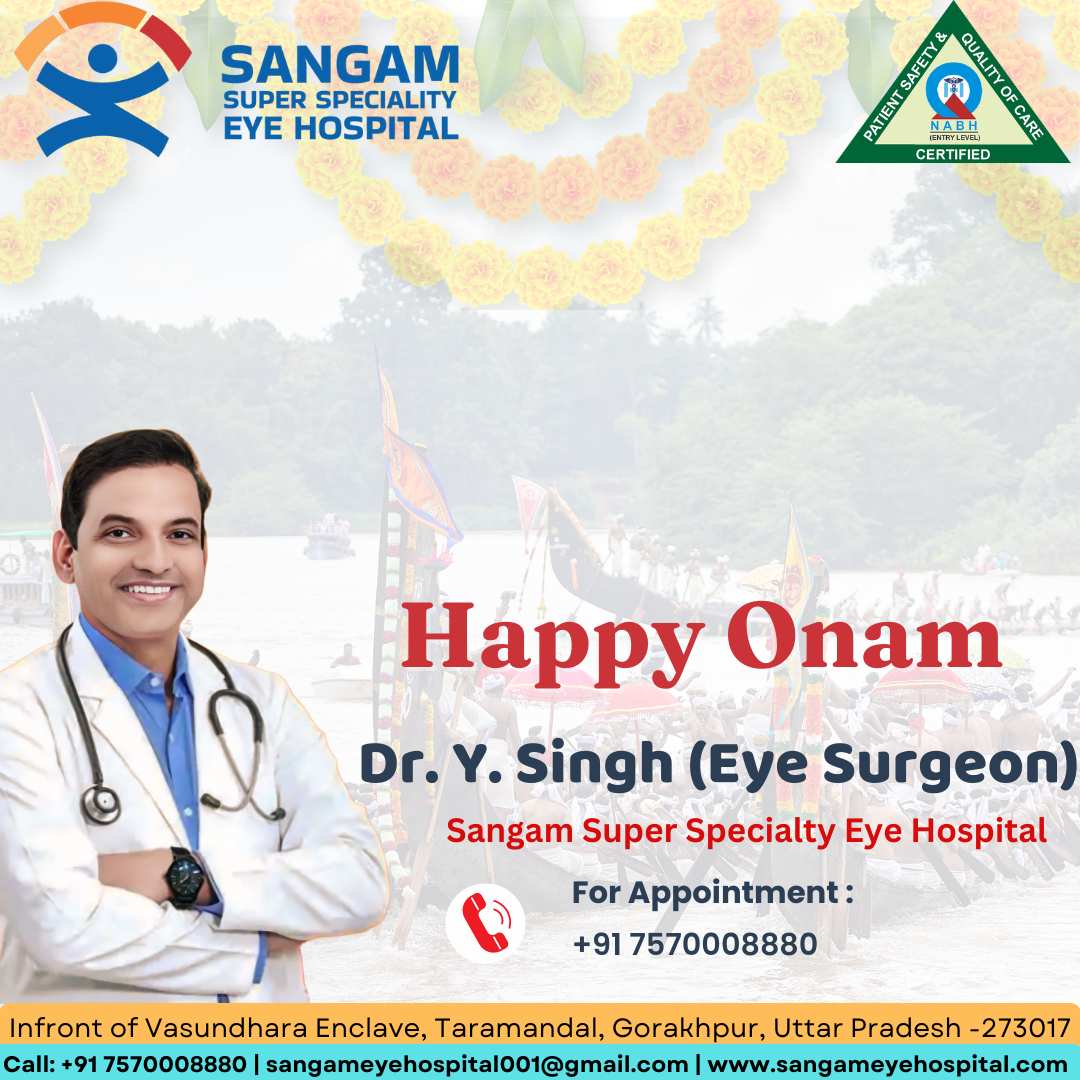 SANGAM
SUPER SPECIALITY
EYE HOSPITAL
PATIENT SAFETY &
QUALITY OF CARE
NABH
(ENTRY LEVEL)
CERTIFIED
Happy Onam
Dr. Y. Singh (Eye Surgeon)
Sangam Super Specialty Eye Hospital
For Appointment :
+91 7570008880
Infront of Vasundhara Enclave, Taramandal, Gorakhpur, Uttar Pradesh -273017
Call: +91 7570008880 | sangameyehospital001@gmail.com | www.sangameyehospital.com